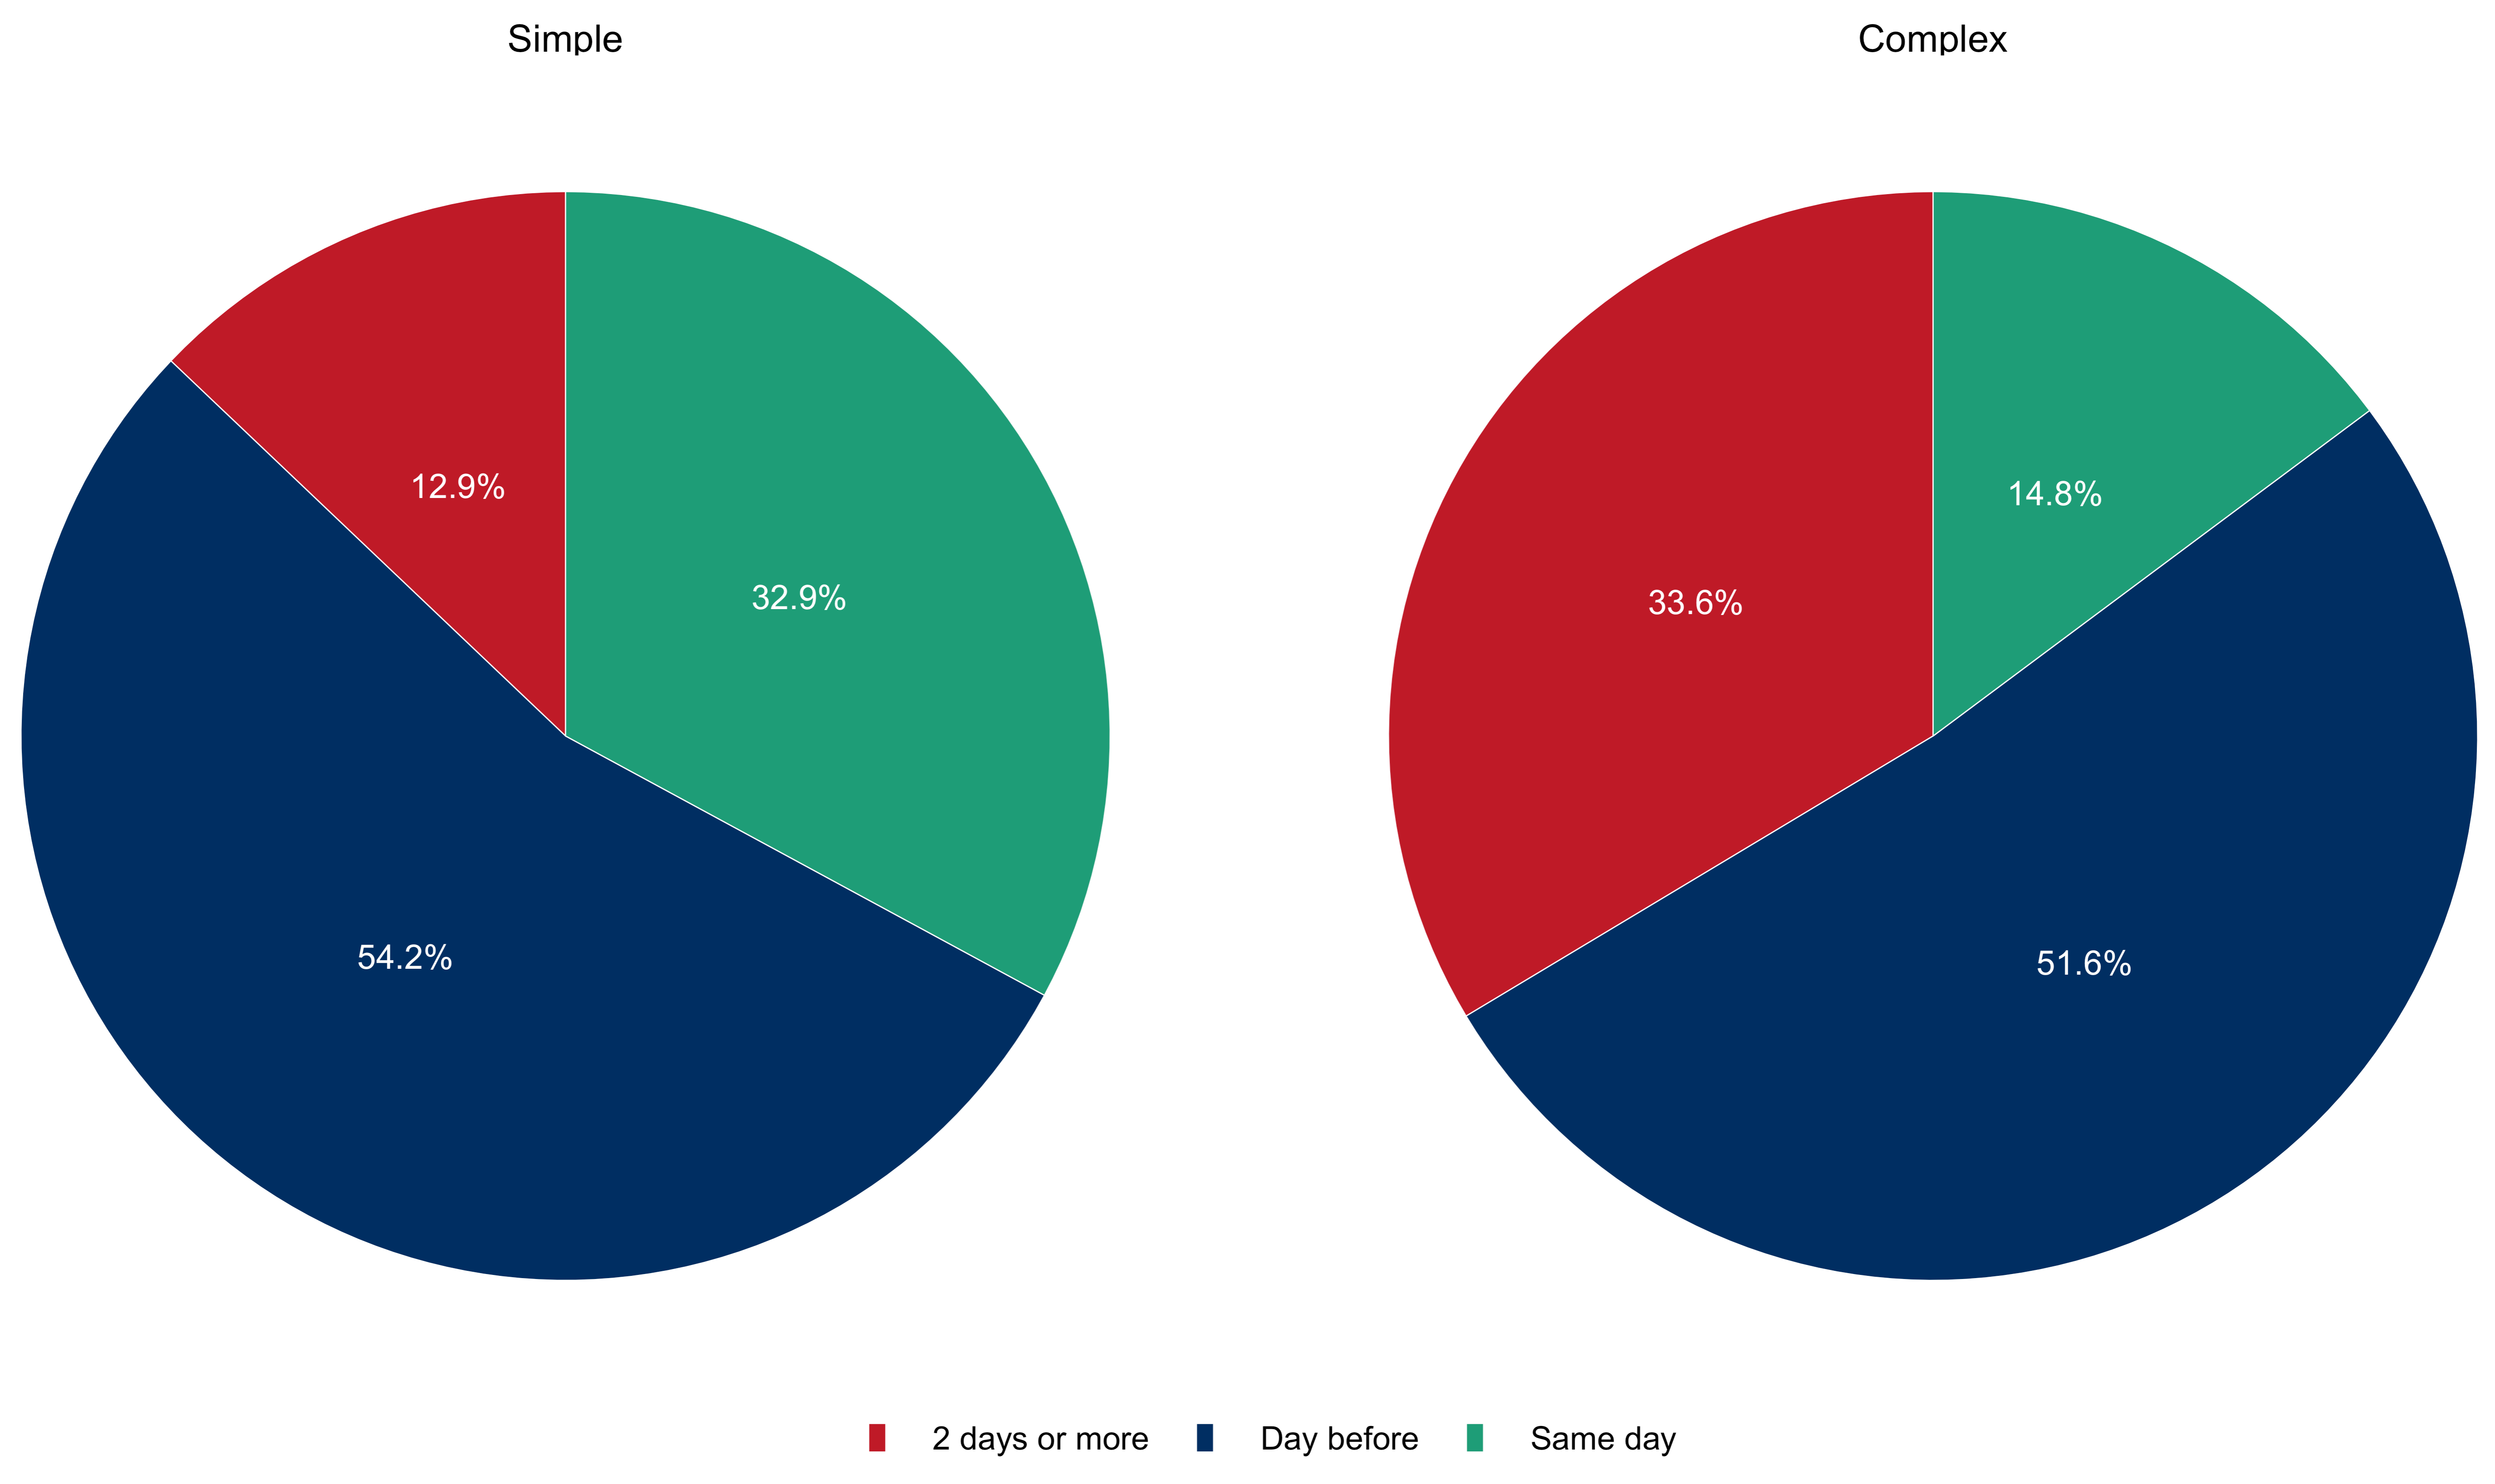 Simple
12.9%
32.9%
54.2%
Complex
14.8%
33.6%
51.6%
2 days or more
Day before
Same day